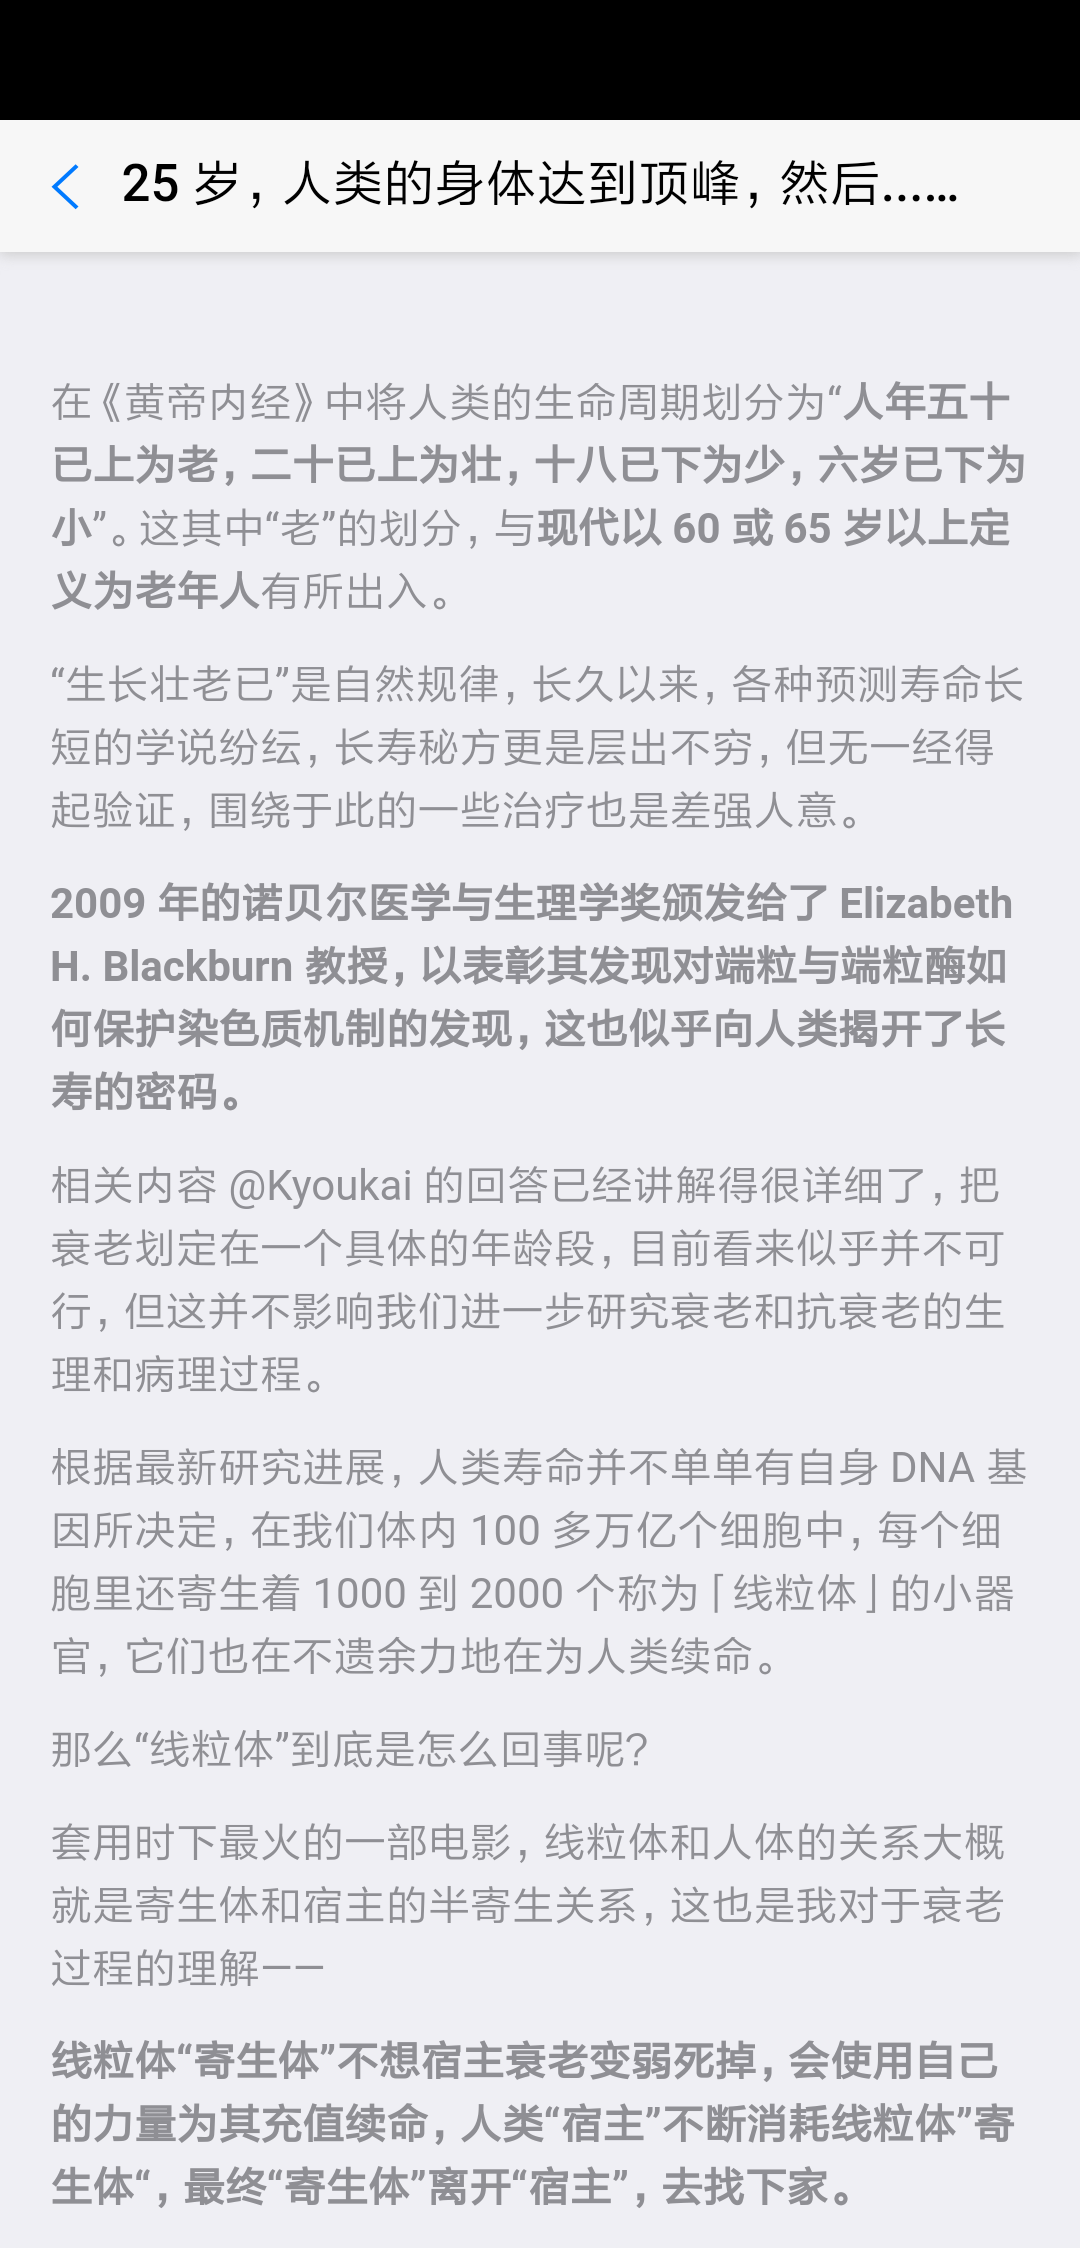 25 岁，人类的身体达到顶峰，然后……
在《黄帝内经》中将人类的生命周期划分为“人年五十
已上为老，二十已上为壮，十八已下为少，六岁已下为
小”。这其中“老”的划分，与现代以 60 或 65 岁以上定
义为老年人有所出入。
“生长壮老已”是自然规律，长久以来，各种预测寿命长
短的学说纷纭，长寿秘方更是层出不穷，但无一经得
起验证，围绕于此的一些治疗也是差强人意。
2009 年的诺贝尔医学与生理学奖颁发给了 Elizabeth
H. Blackburn 教授，以表彰其发现对端粒与端粒酶如
何保护染色质机制的发现，这也似乎向人类揭开了长
寿的密码。
相关内容 @Kyoukai 的回答已经讲解得很详细了，把
衰老划定在一个具体的年龄段，目前看来似乎并不可
行，但这并不影响我们进一步研究衰老和抗衰老的生
理和病理过程。
根据最新研究进展，人类寿命并不单单有自身 DNA 基
因所决定，在我们体内 100 多万亿个细胞中，每个细
胞里还寄生着 1000 到 2000 个称为「线粒体」的小器
官，它们也在不遗余力地在为人类续命。
那么“线粒体”到底是怎么回事呢？
套用时下最火的一部电影，线粒体和人体的关系大概
就是寄生体和宿主的半寄生关系，这也是我对于衰老
过程的理解——
线粒体“寄生体”不想宿主衰老变弱死掉，会使用自己
的力量为其充值续命，人类“宿主”不断消耗线粒体”寄
生体“，最终“寄生体”离开“宿主”，去找下家。